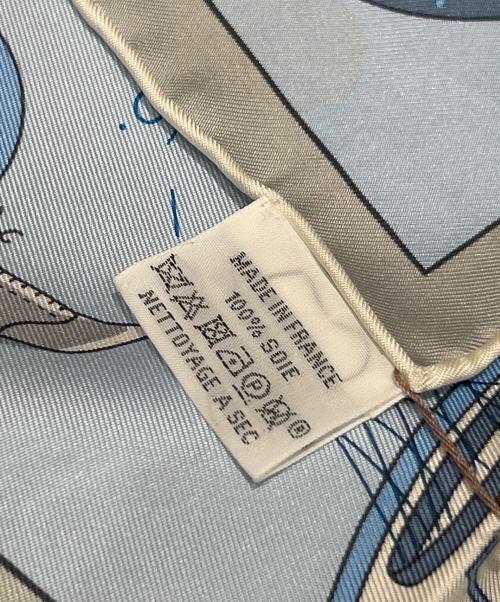 MADE IN FRANCE
100% SOIE
P ®
NETTOYAGE A SEC